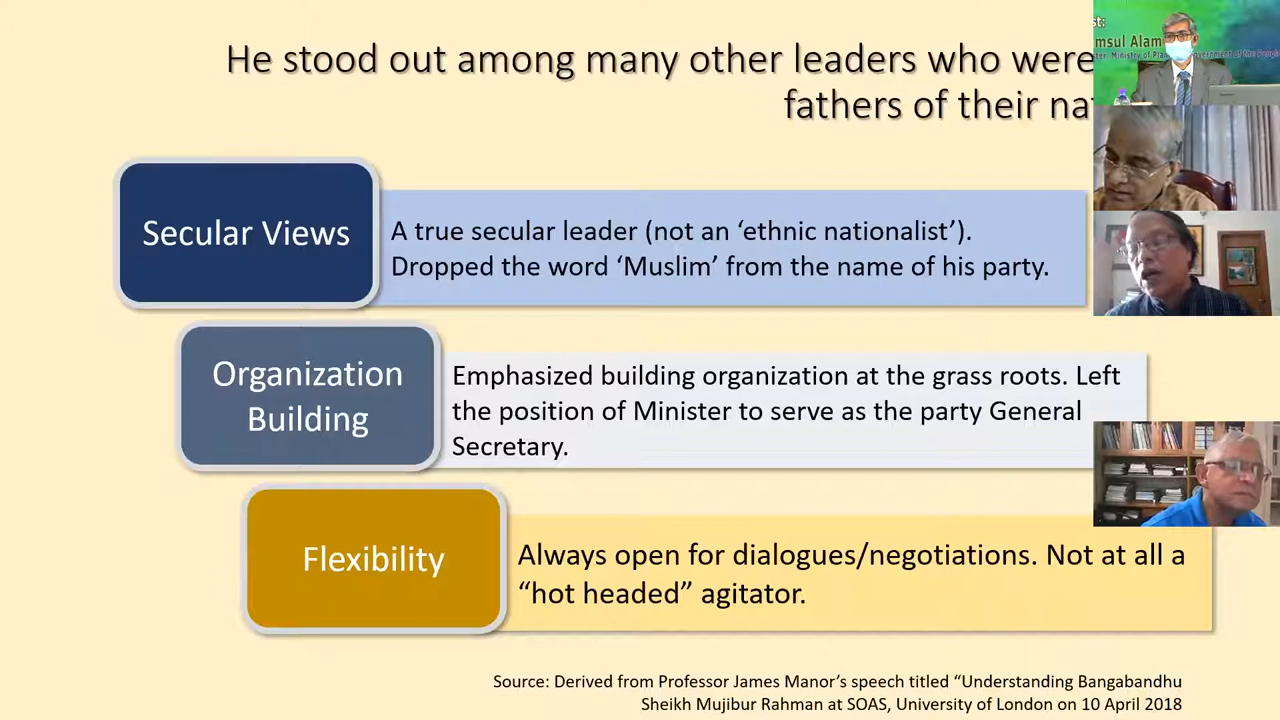 He stood out among many other leaders who were
fathers of their
Secular Views
A true secular leader (not an ‘ethnic nationalist’).
Dropped the word ‘Muslim’ from the name of his party.
Organization
Building
Emphasized building organization at the grass roots. Left
the position of Minister to serve as the party General
Secretary.
Flexibility
Always open for dialogues/negotiations. Not at all a
“hot headed” agitator.
Source: Derived from Professor James Manor’s speech titled “Understanding Bangabandhu
Sheikh Mujibur Rahman at SOAS, University of London on 10 April 2018
Alam
Ministry of